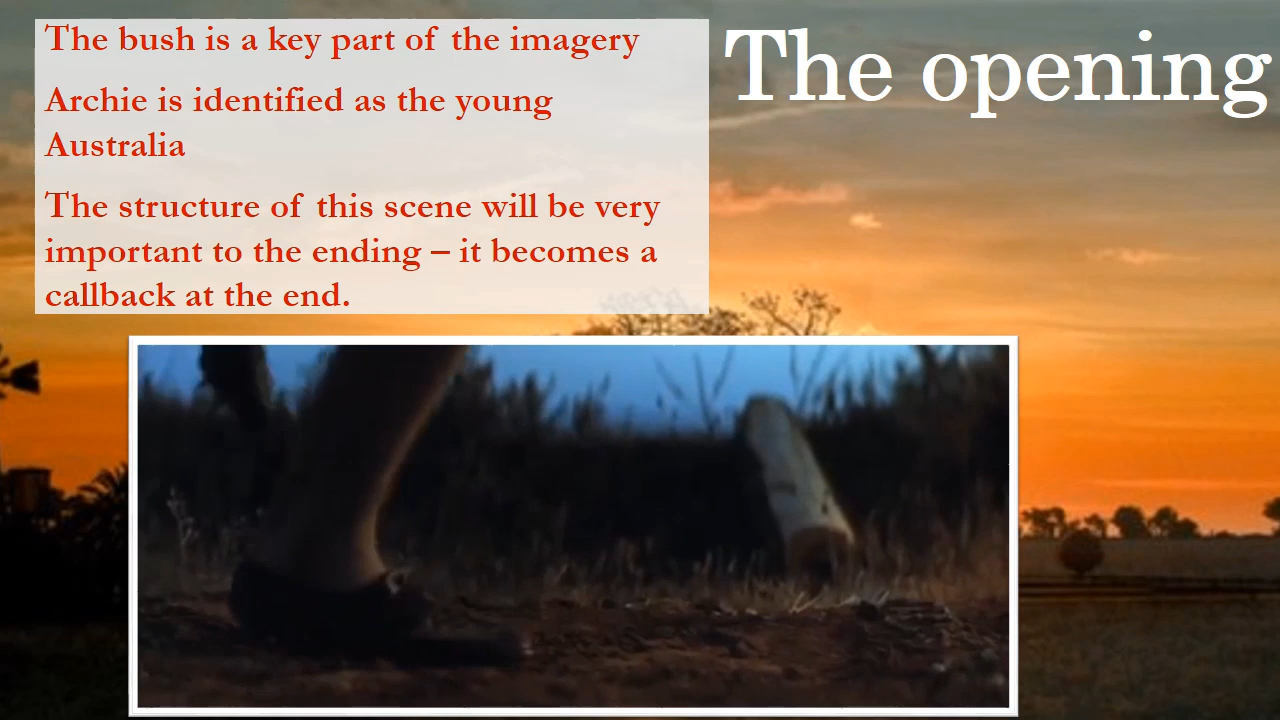 The opening
The bush is a key part of the imagery
Archie is identified as the young
Australia
The structure of this scene will be very
important to the ending – it becomes a
callback at the end.